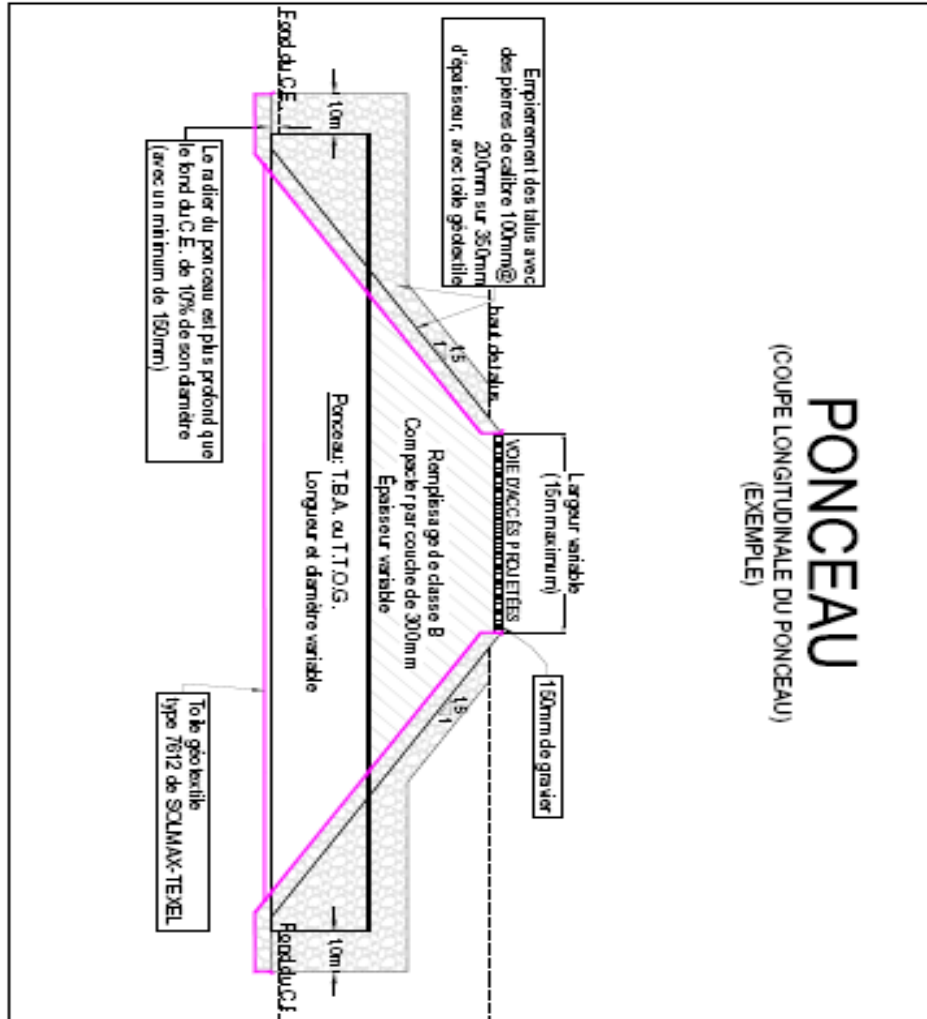 PONCEAU
(COUPE LONGITUDINALE DU PONCEAU)
(EXEMPLE)
Empierrement des talus avec
des pierres de calibre 100mm@
200mm sur 350mm
d'épaisseur, avec toile géotextile
Largeur variable
(15m maximum)
150mm de gravier
haut de talus
VOIE D'ACCÈS PROJETÉES
1,5
1
1,5
1
Remplissage de classe B
Compacter par couche de 300mm
Épaisseur variable
1,0m
1,0m
Ponceau: T.B.A. ou T.T.O.G.
Longueur et diamètre variable
Fond du C.E.
Fond du C.E
Le radier du ponceau est plus profond que
le fond du C.E. de 10% de son diamètre
(avec un minimum de 150mm)
Toile géotextile
type 7612 de SOLMAX-TEXEL